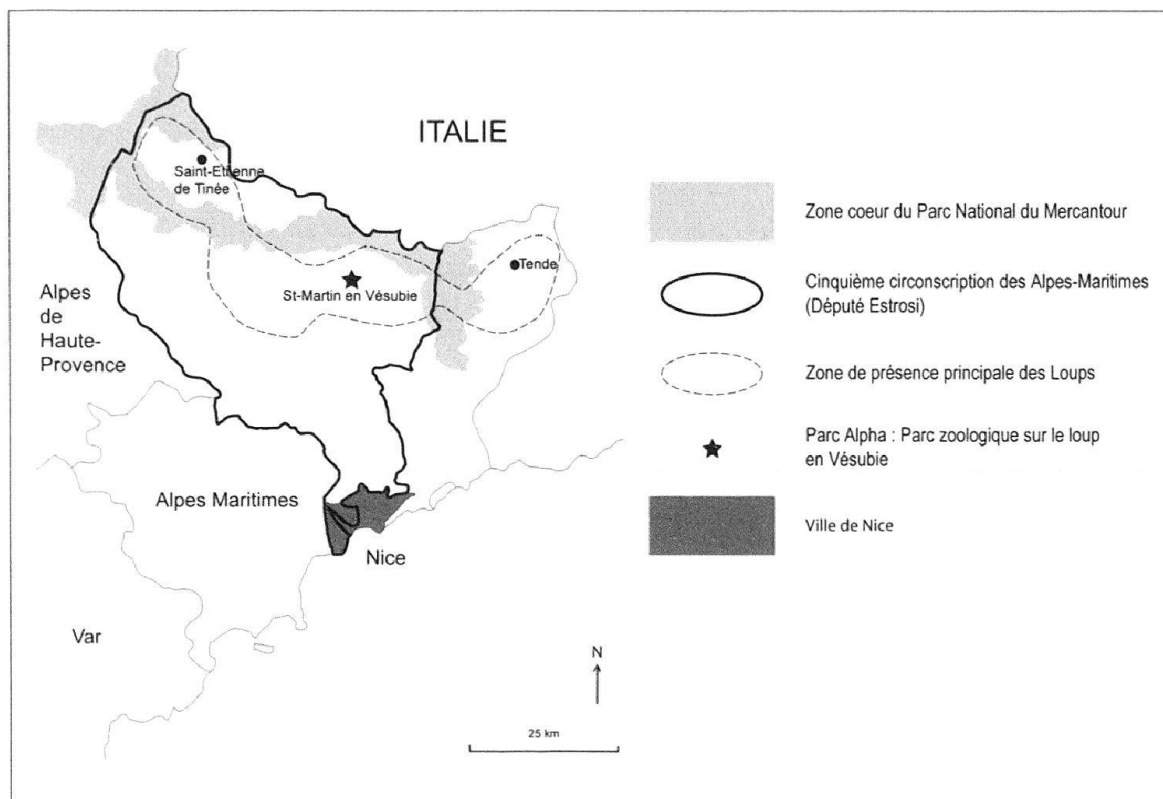 ITALIE
Saint-Etienne
de Tinée
Tende
St-Martin en Vésubie
Alpes
de
Haute-
Provence
Alpes Maritimes
Nice
Var
N
25 km
Zone coeur du Parc National du Mercantour
Cinquième circonscription des Alpes-Maritimes
(Député Estrosi)
Zone de présence principale des Loups
Parc Alpha : Parc zoologique sur le loup
en Vésubie
Ville de Nice